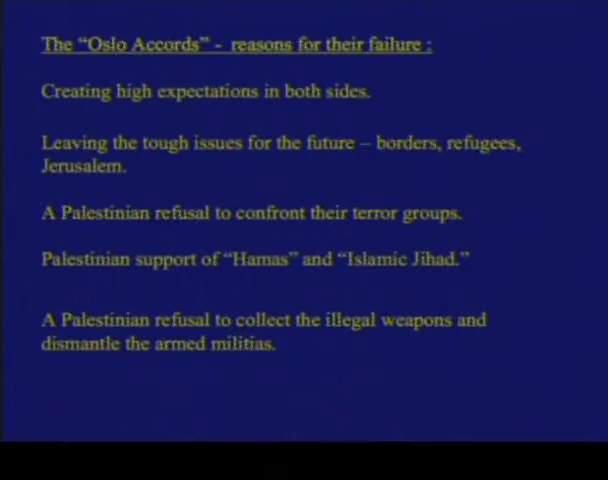 The “Oslo Accords” - reasons for their failure :
Creating high expectations in both sides.
Leaving the tough issues for the future – borders, refugees,
Jerusalem.
A Palestinian refusal to confront their terror groups.
Palestinian support of “Hamas” and “Islamic Jihad.”
A Palestinian refusal to collect the illegal weapons and
dismantle the armed militias.